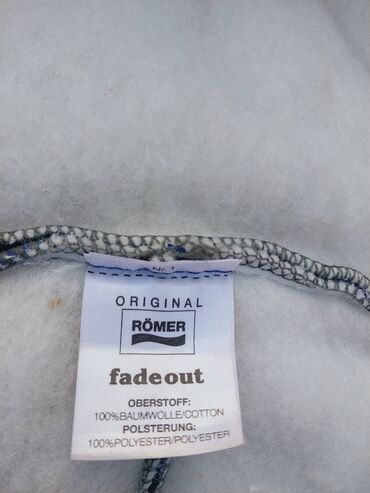 Nr. 1
ORIGINAL
RÖMER
fadeout
OBERSTOFF:
100%BAUMWOLLE/COTTON
POLSTERUNG:
100%POLYESTER/POLYESTER